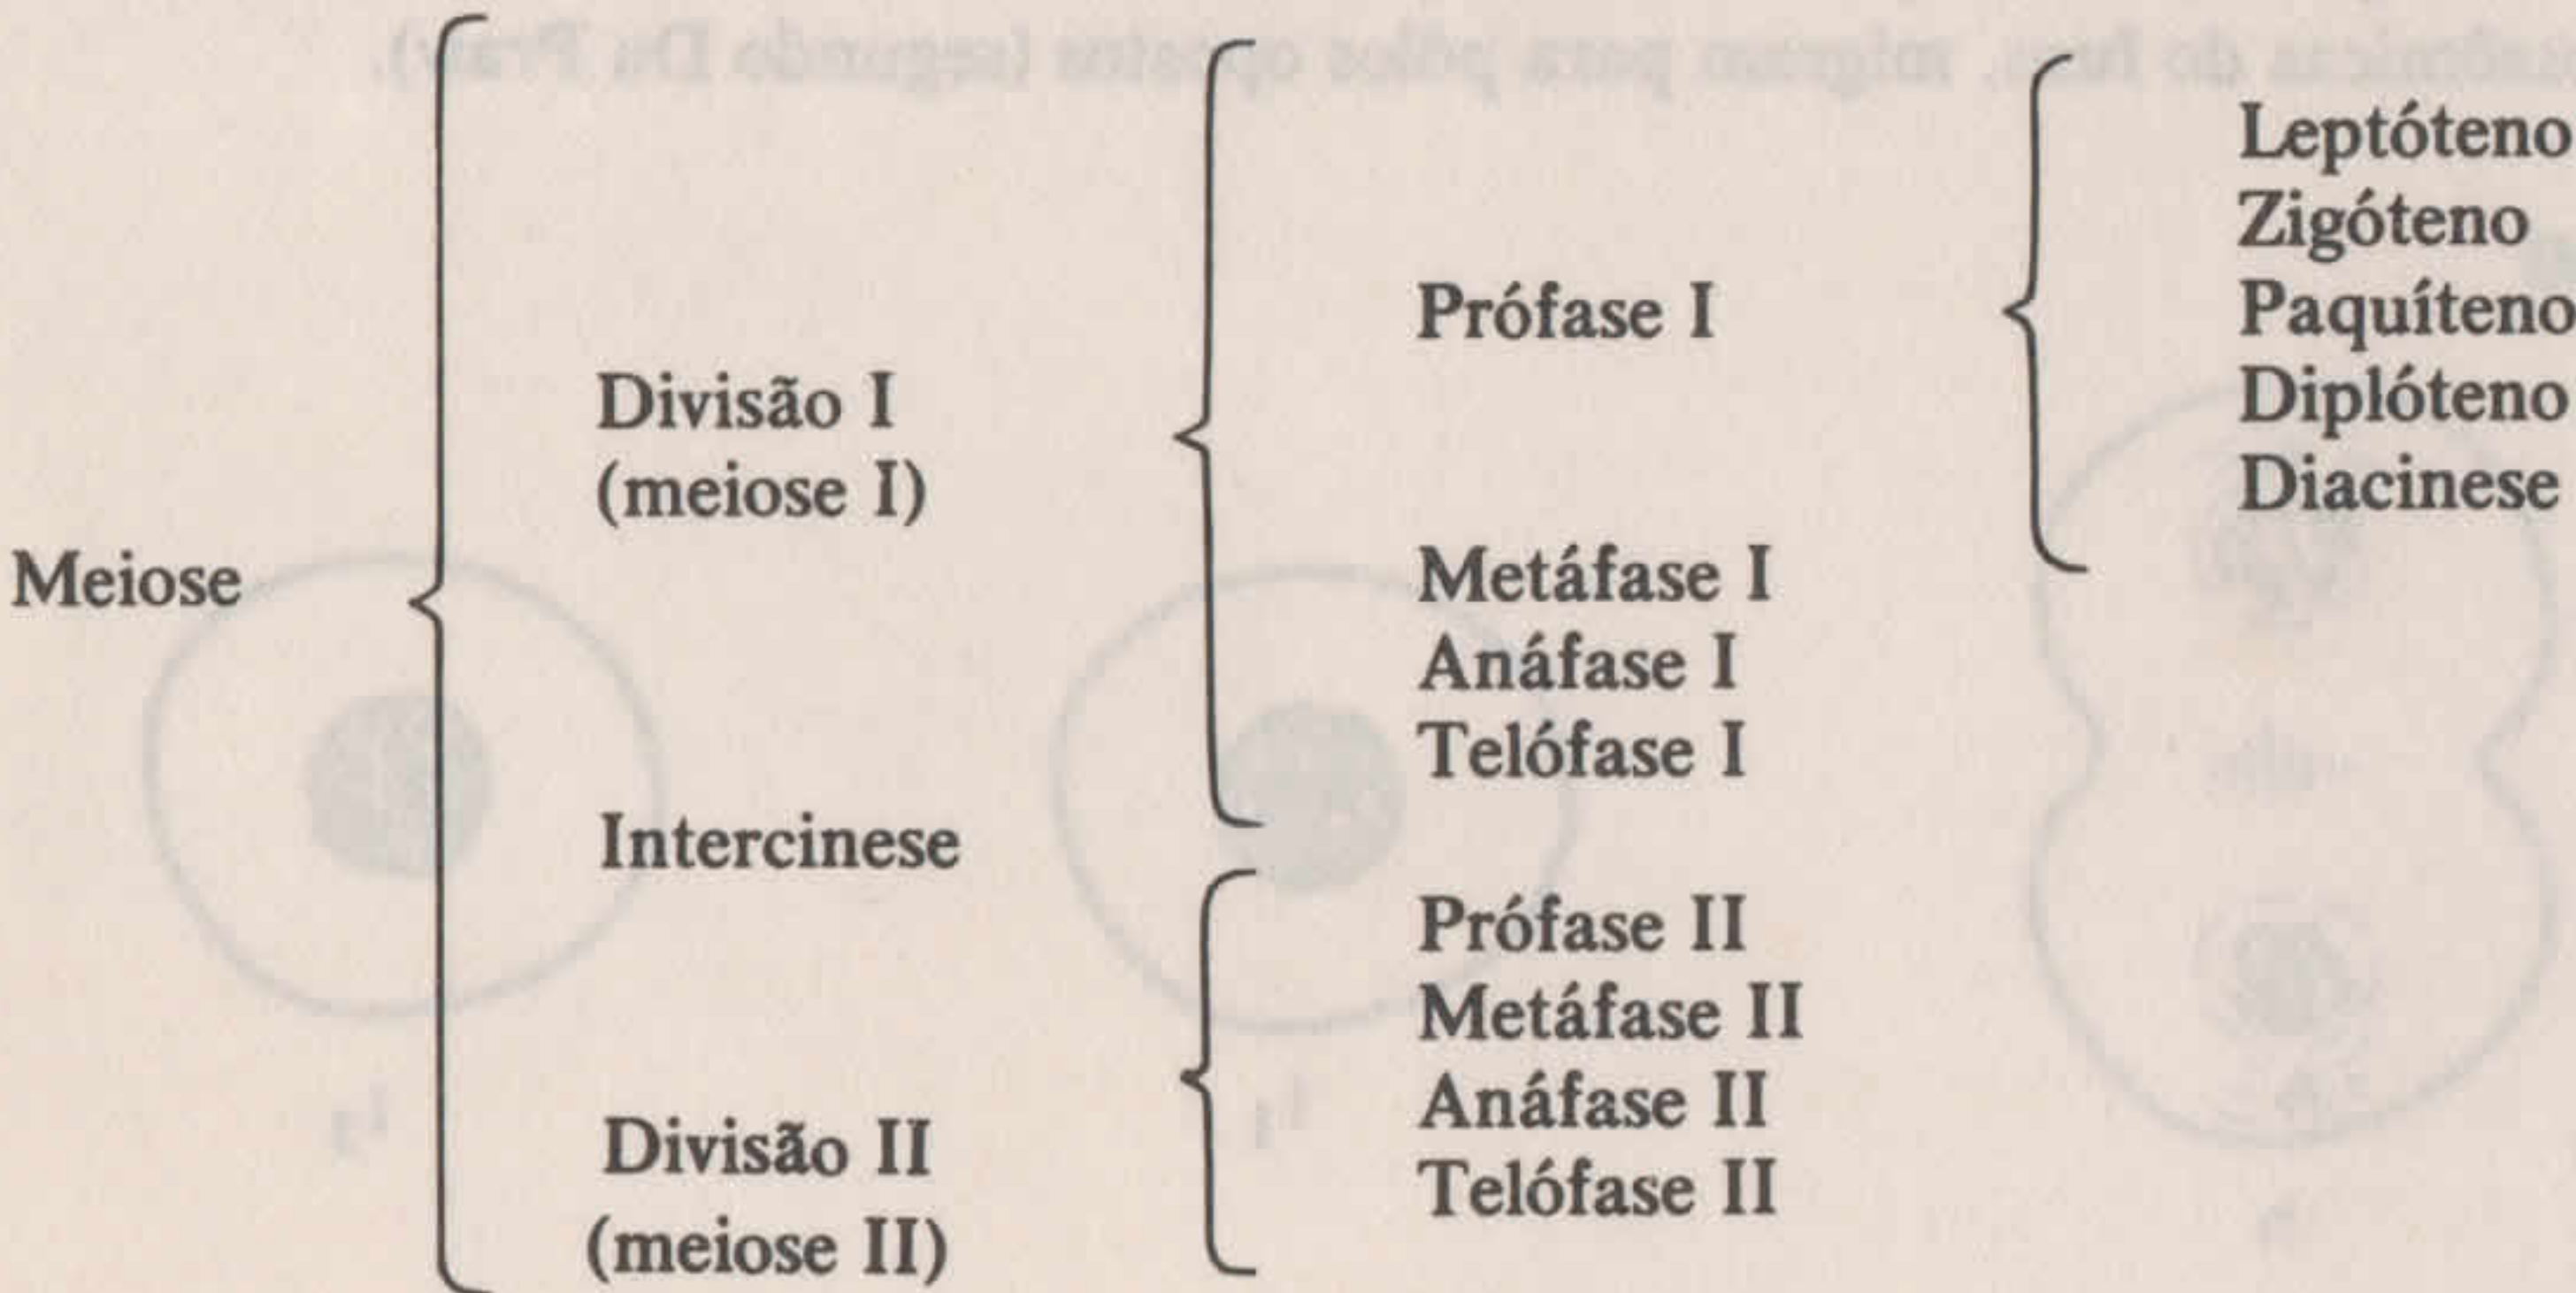 Meiose
Divisão I
(meiose I)
Intercinese
Divisão II
(meiose II)
Prófase I
Metáfase I
Anáfase I
Telófase I
Prófase II
Metáfase II
Anáfase II
Telófase II
Leptóteno
Zigóteno
Paquíteno
Diplóteno
Diacinese